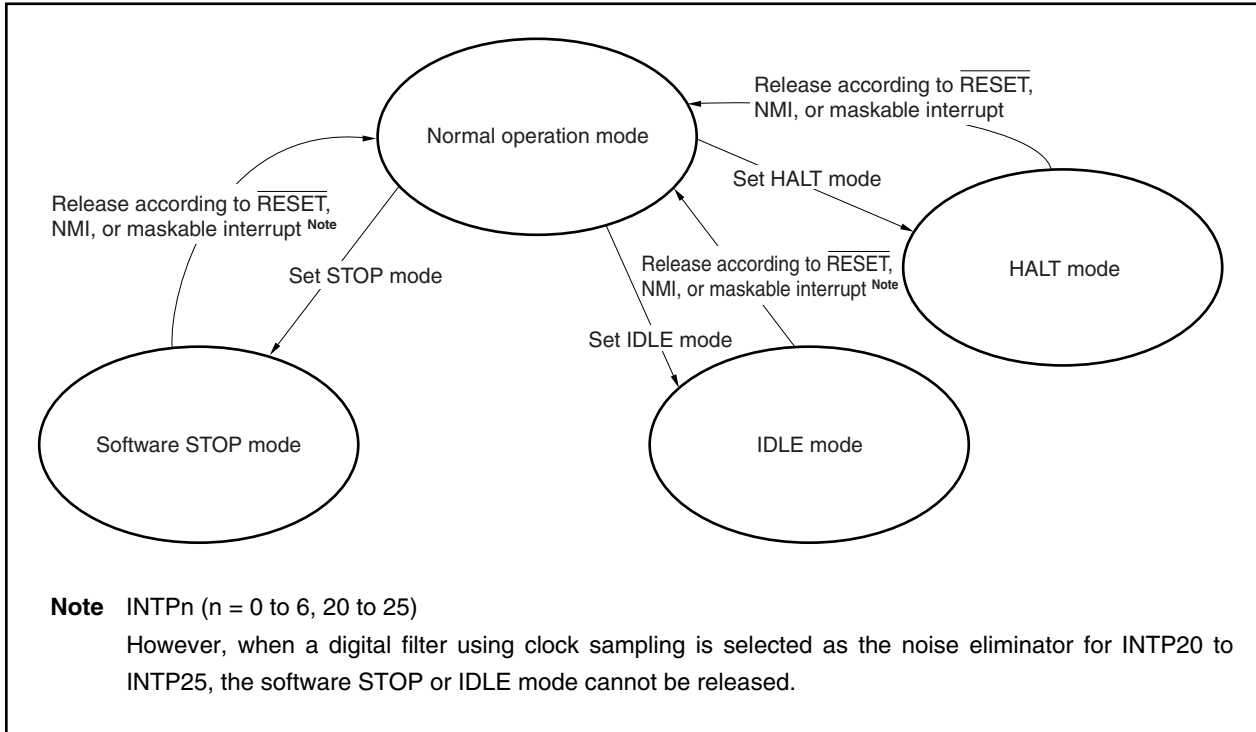 Release according to RESET,
NMI, or maskable interrupt
Normal operation mode
Set HALT mode
Release according to RESET,
NMI, or maskable interrupt Note
Release according to RESET,
NMI, or maskable interrupt Note
HALT mode
Set STOP mode
Set IDLE mode
Software STOP mode
IDLE mode
Note INTPn (n = 0 to 6, 20 to 25)
However, when a digital filter using clock sampling is selected as the noise eliminator for INTP20 to
INTP25, the software STOP or IDLE mode cannot be released.